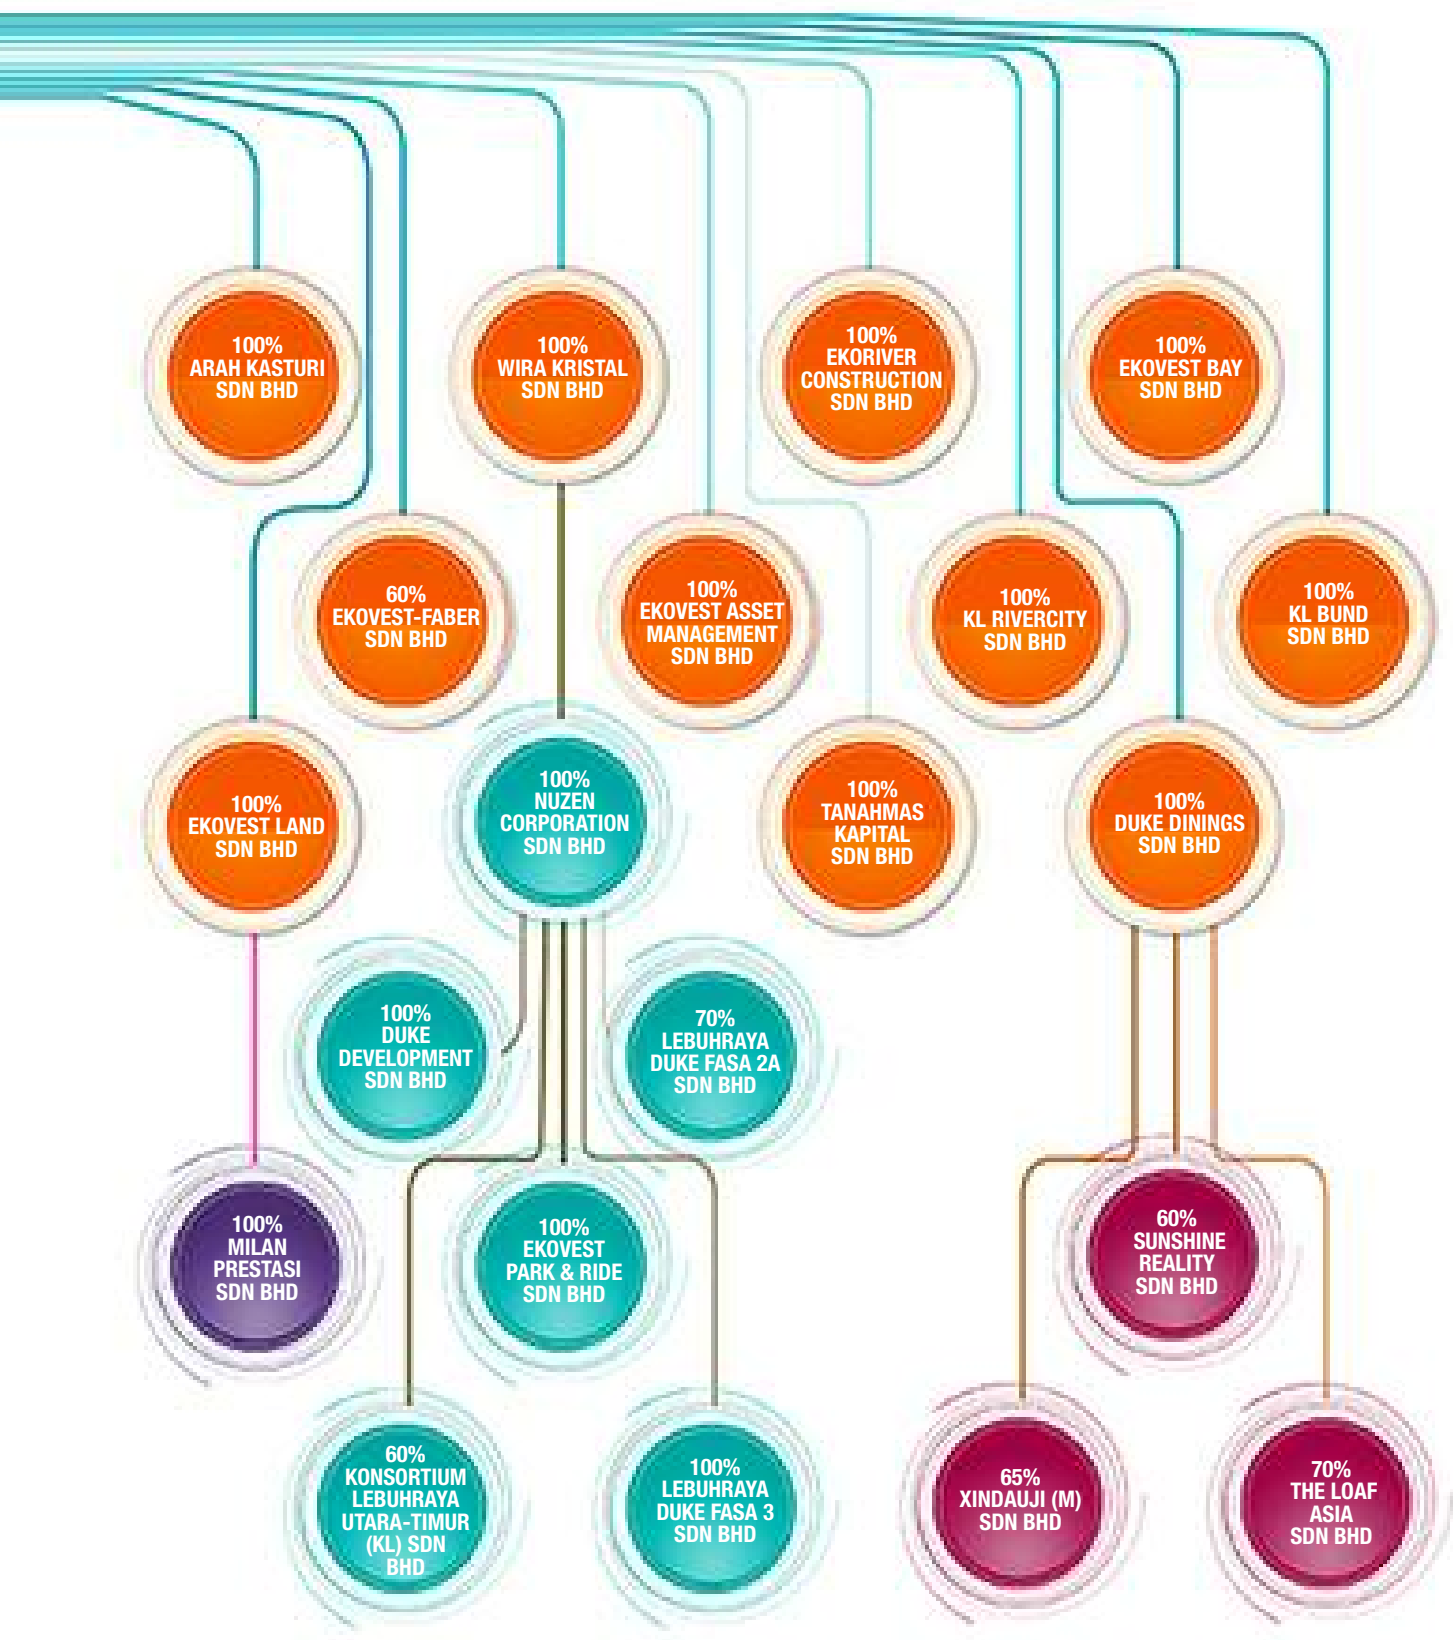 100%
ARAH KASTURI
SDN BHD
100%
WIRA KRISTAL
SDN BHD
100%
EKORIVER
CONSTRUCTION
SDN BHD
100%
EKOVEST BAY
SDN BHD
60%
EKOVEST-FABER
SDN BHD
100%
EKOVEST ASSET
MANAGEMENT
SDN BHD
100%
KL RIVERCITY
SDN BHD
100%
KL BUND
SDN BHD
100%
EKOVEST LAND
SDN BHD
100%
NUZEN
CORPORATION
SDN BHD
100%
TANAHMAS
KAPITAL
SDN BHD
100%
DUKE DININGS
SDN BHD
100%
DUKE
DEVELOPMENT
SDN BHD
70%
LEBUHRAYA
DUKE FASA 2A
SDN BHD
100%
MILAN
PRESTASI
SDN BHD
100%
EKOVEST
PARK & RIDE
SDN BHD
60%
SUNSHINE
REALITY
SDN BHD
60%
KONSORTIUM
LEBUHRAYA
UTARA-TIMUR
(KL) SDN
BHD
100%
LEBUHRAYA
DUKE FASA 3
SDN BHD
65%
XINDAUJI (M)
SDN BHD
70%
THE LOAF
ASIA
SDN BHD